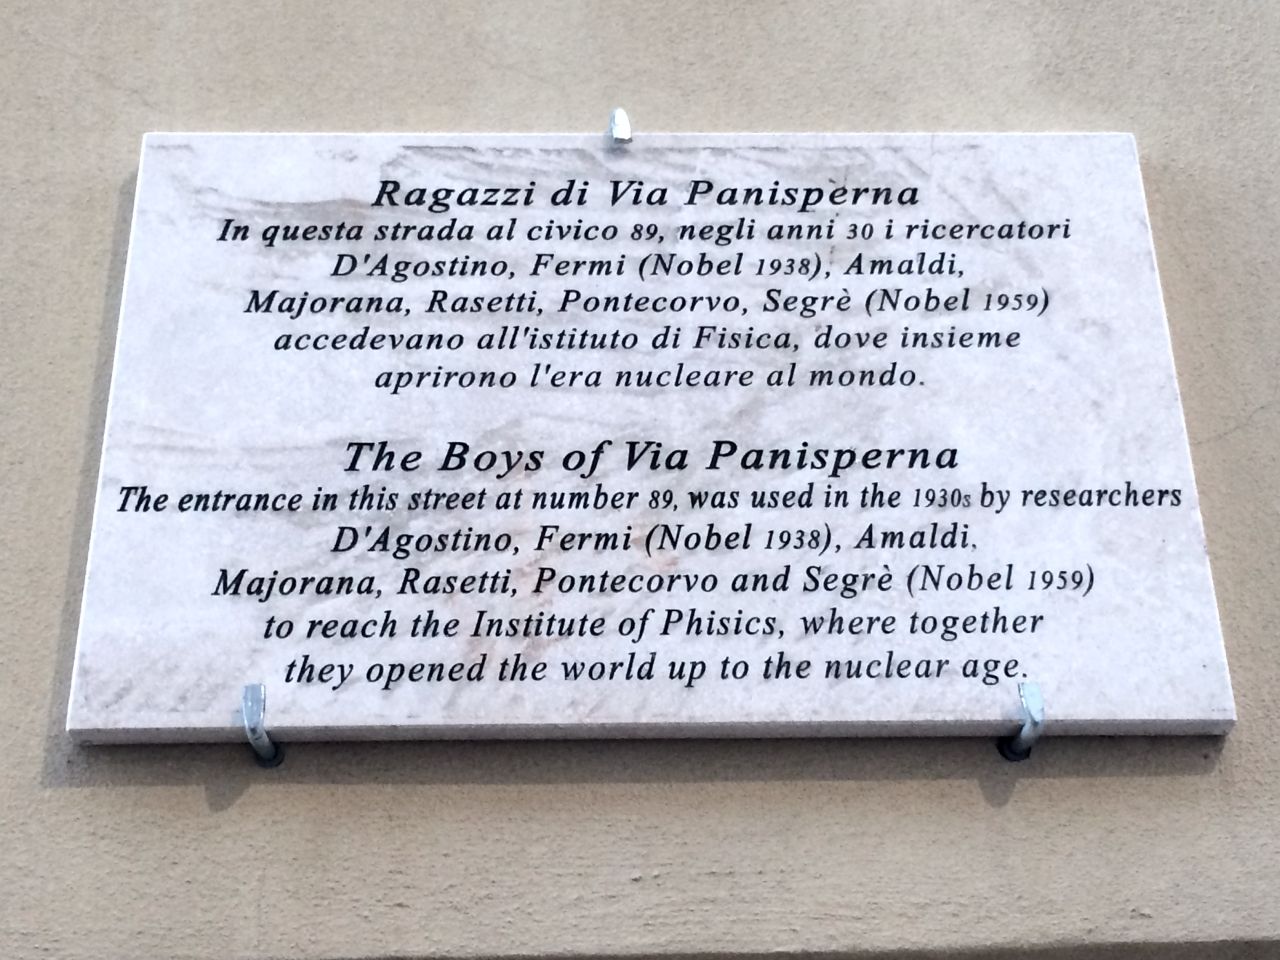 Ragazzi di Via Panisperna
In questa strada al civico 89, negli anni 30 i ricercatori
D'Agostino, Fermi (Nobel 1938), Amaldi,
Majorana, Rasetti, Pontecorvo, Segrè (Nobel 1959)
accedevano all'istituto di Fisica, dove insieme
aprirono l'era nucleare al mondo.
The Boys of Via Panisperna
The entrance in this street at number 89, was used in the 1930s by researchers
D'Agostino, Fermi (Nobel 1938), Amaldi,
Majorana, Rasetti, Pontecorvo and Segrè (Nobel 1959)
to reach the Institute of Phisics, where together
they opened the world up to the nuclear age.